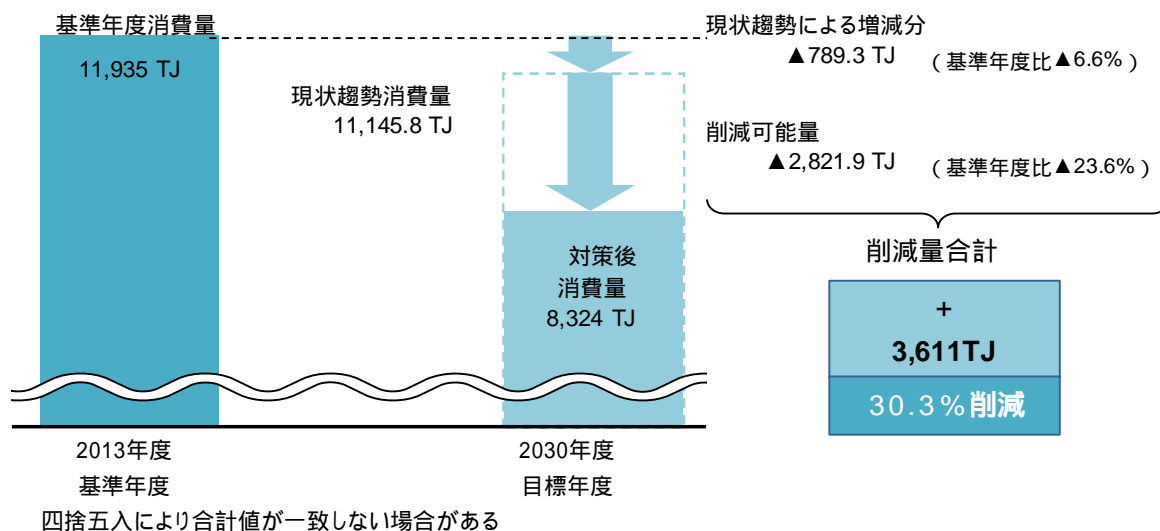 基準年度消費量
11,935 TJ
現状趨勢消費量
11,145.8 TJ
現状趨勢による増減分
▲789.3 TJ （基準年度比▲6.6%）
削減可能量
▲2,821.9 TJ （基準年度比▲23.6%）
削減量合計
+
3,611TJ
30.3%削減
対策後
消費量
8,324 TJ
2013年度
基準年度
2030年度
目標年度
四捨五入により合計値が一致しない場合がある